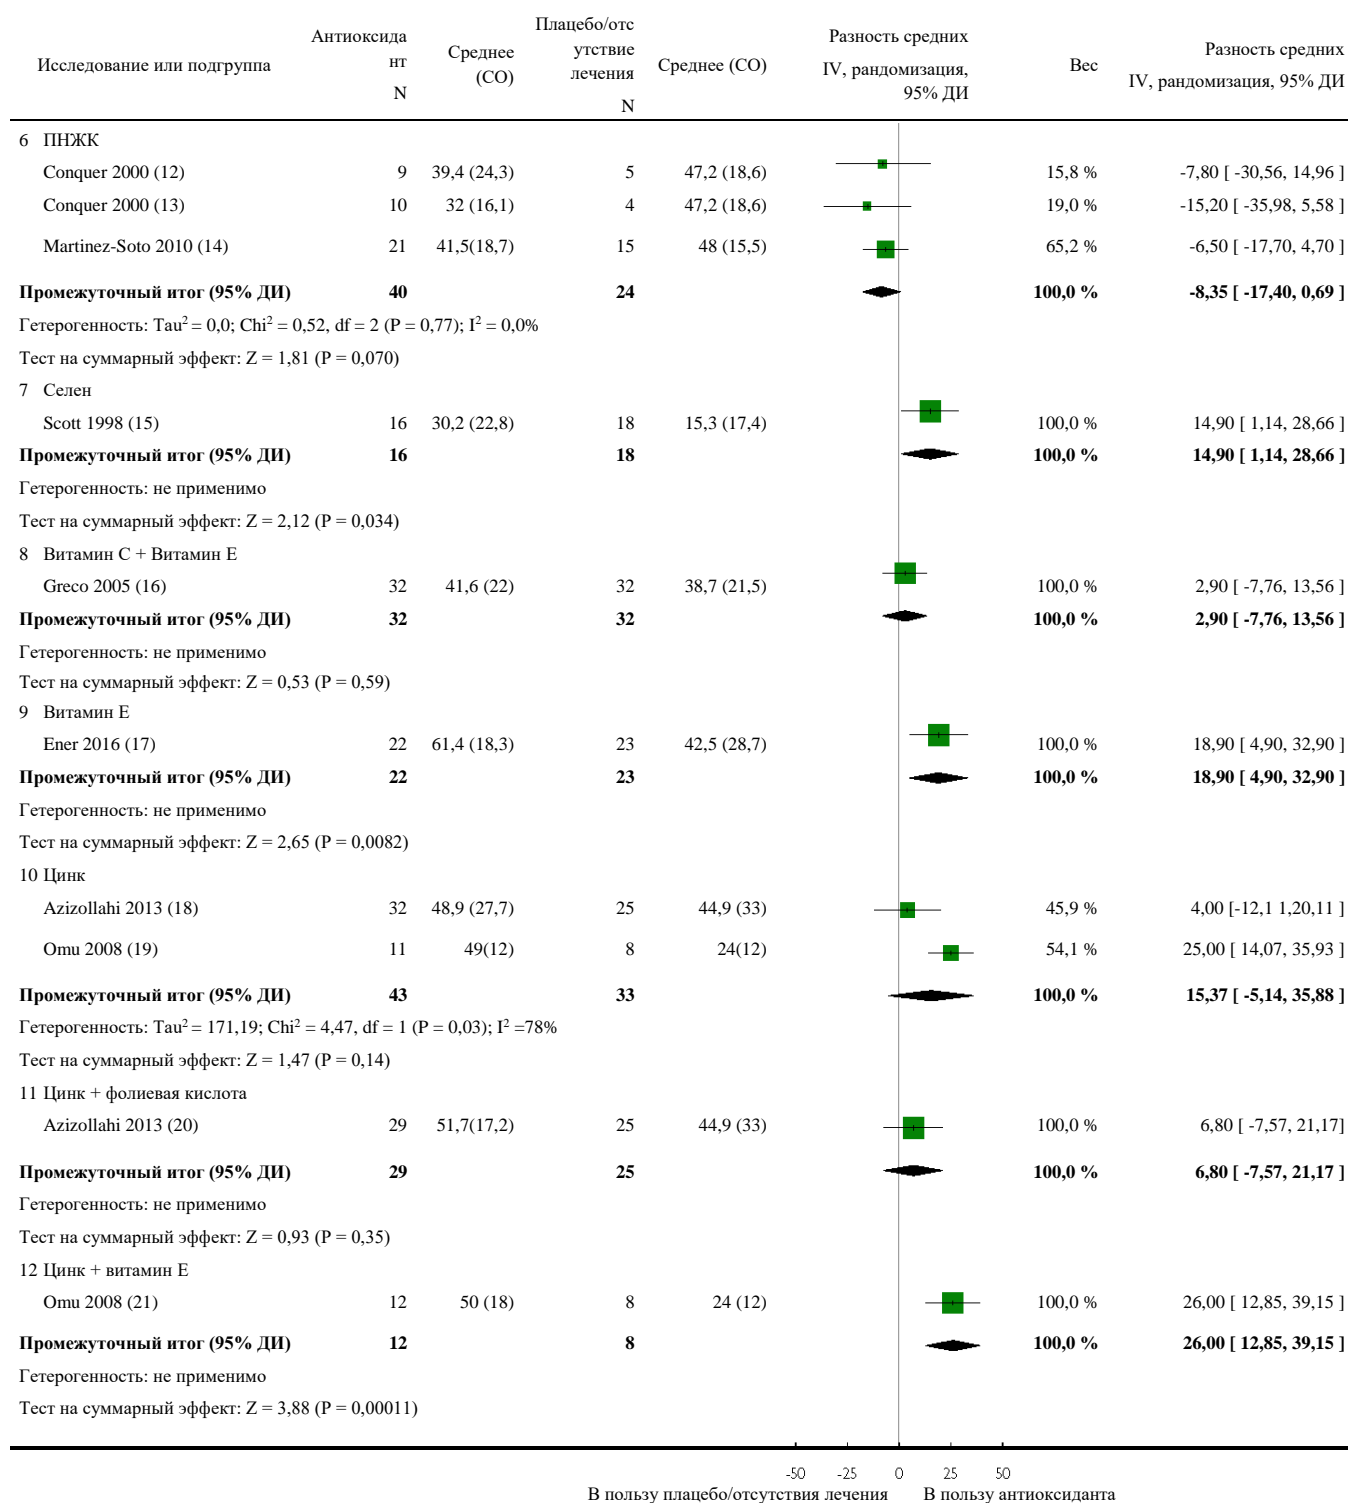 Исследование или подгруппа Антиоксида нт N Среднее (СО) Плацебо/отс утствие лечения N Среднее (СО) Разность средних IV, рандомизация, 95% ДИ Вес Разность средних IV, рандомизация, 95% ДИ
6 ПНЖК
Conquer 2000 (12) 9 39,4 (24,3) 5 47,2 (18,6) 15,8 % -7,80 [ -30,56, 14,96 ]
Conquer 2000 (13) 10 32 (16,1) 4 47,2 (18,6) 19,0 % -15,20 [ -35,98, 5,58 ]
Martinez-Soto 2010 (14) 21 41,5(18,7) 15 48 (15,5) 65,2 % -6,50 [ -17,70, 4,70 ]
Промежуточный итог (95% ДИ) 40 24 100,0 % -8,35 [ -17,40, 0,69 ]
Гетерогенность: Tau² = 0,0; Chi² = 0,52, df = 2 (P = 0,77); I² = 0,0%
Тест на суммарный эффект: Z = 1,81 (P = 0,070)
7 Селен
Scott 1998 (15) 16 30,2 (22,8) 18 15,3 (17,4) 100,0 % 14,90 [ 1,14, 28,66 ]
Промежуточный итог (95% ДИ) 16 18 100,0 % 14,90 [ 1,14, 28,66 ]
Гетерогенность: не применимо
Тест на суммарный эффект: Z = 2,12 (P = 0,034)
8 Витамин С + Витамин Е
Greco 2005 (16) 32 41,6 (22) 32 38,7 (21,5) 100,0 % 2,90 [ -7,76, 13,56 ]
Промежуточный итог (95% ДИ) 32 32 100,0 % 2,90 [ -7,76, 13,56 ]
Гетерогенность: не применимо
Тест на суммарный эффект: Z = 0,53 (P = 0,59)
9 Витамин Е
Ener 2016 (17) 22 61,4 (18,3) 23 42,5 (28,7) 100,0 % 18,90 [ 4,90, 32,90 ]
Промежуточный итог (95% ДИ) 22 23 100,0 % 18,90 [ 4,90, 32,90 ]
Гетерогенность: не применимо
Тест на суммарный эффект: Z = 2,65 (P = 0,0082)
10 Цинк
Azizollahi 2013 (18) 32 48,9 (27,7) 25 44,9 (33) 45,9 % 4,00 [-12,1 1,20,11 ]
Omu 2008 (19) 11 49(12) 8 24(12) 54,1 % 25,00 [ 14,07, 35,93 ]
Промежуточный итог (95% ДИ) 43 33 100,0 % 15,37 [ -5,14, 35,88 ]
Гетерогенность: Tau² = 171,19; Chi² = 4,47, df = 1 (P = 0,03); I² =78%
Тест на суммарный эффект: Z = 1,47 (P = 0,14)
11 Цинк + фолиевая кислота
Azizollahi 2013 (20) 29 51,7(17,2) 25 44,9 (33) 100,0 % 6,80 [ -7,57, 21,17]
Промежуточный итог (95% ДИ) 29 25 100,0 % 6,80 [ -7,57, 21,17 ]
Гетерогенность: не применимо
Тест на суммарный эффект: Z = 0,93 (P = 0,35)
12 Цинк + витамин Е
Omu 2008 (21) 12 50 (18) 8 24 (12) 100,0 % 26,00 [ 12,85, 39,15 ]
Промежуточный итог (95% ДИ) 12 8 100,0 % 26,00 [ 12,85, 39,15 ]
Гетерогенность: не применимо
Тест на суммарный эффект: Z = 3,88 (P = 0,00011)
-50 -25 0 25 50
В пользу плацебо/отсутствия лечения В пользу антиоксиданта